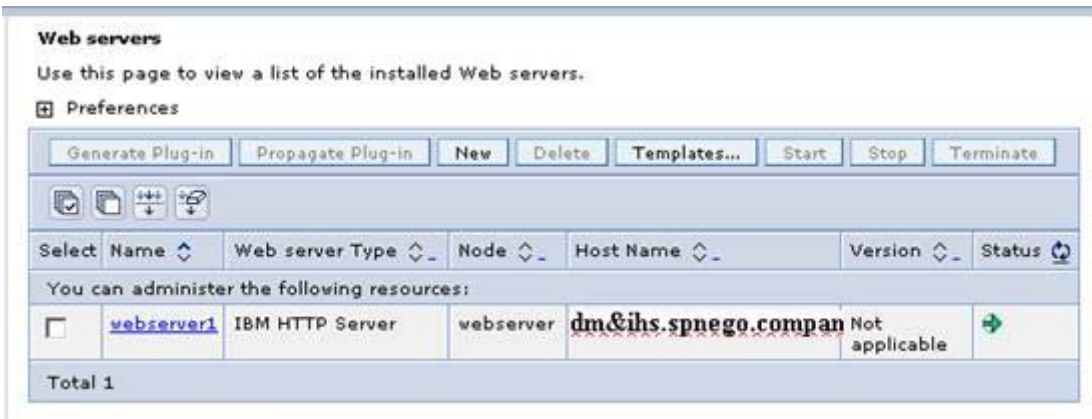 Web servers
Use this page to view a list of the installed Web servers.
Preferences
Generate Plug-in Propagate Plug-in New Delete Templates... Start Stop Terminate
Select Name Web server Type Node Host Name Version Status
You can administer the following resources:
webserver1 IBM HTTP Server webserver dm&ihs.spnego.compan Not
applicable
Total 1